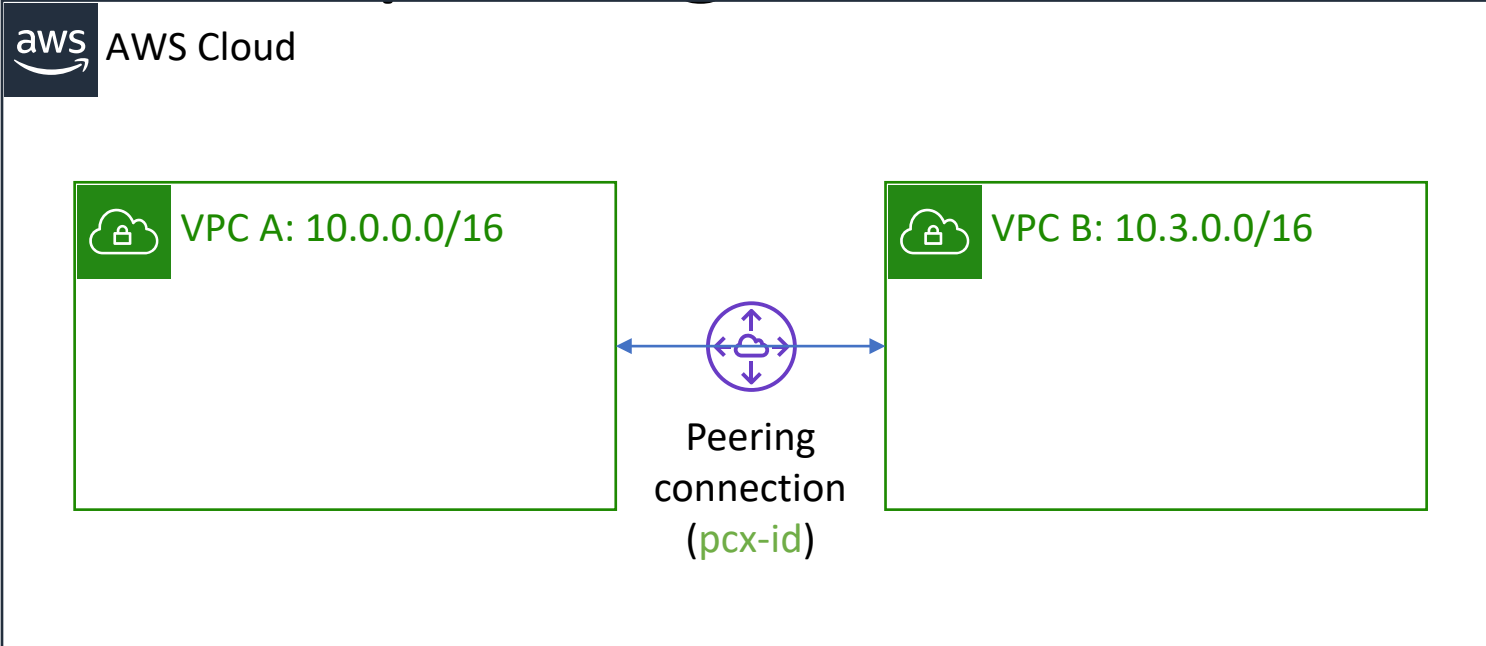 aws AWS Cloud
VPC A: 10.0.0.0/16
VPC B: 10.3.0.0/16
Peering
connection
(pcx-id)